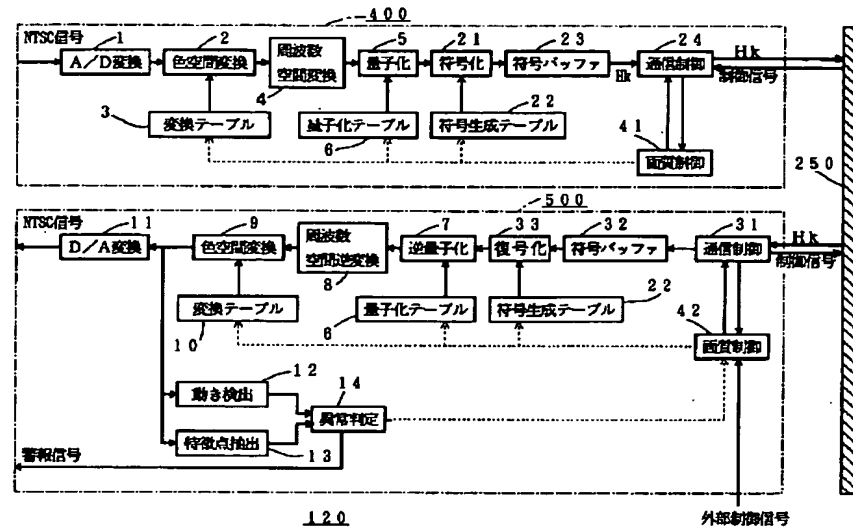 400
NTSC信号
1
2
5
21
23
24
A/D変換
色空間変換
周波数
空間変換
4
量子化
符号化
符号バッファ
Hk
通信制御
Hk
制御信号
3
変換テーブル
量子化テーブル
6
22
符号生成テーブル
41
画質制御
250
500
NTSC信号
11
9
7
33
32
31
D/A変換
色空間変換
周波数
空間逆変換
8
逆量子化
復号化
符号バッファ
通信制御
Hk
制御信号
変換テーブル
10
量子化テーブル
6
符号生成テーブル
22
42
画質制御
12
動き検出
14
異常判定
特徴点抽出
13
警報信号
120
外部制御信号